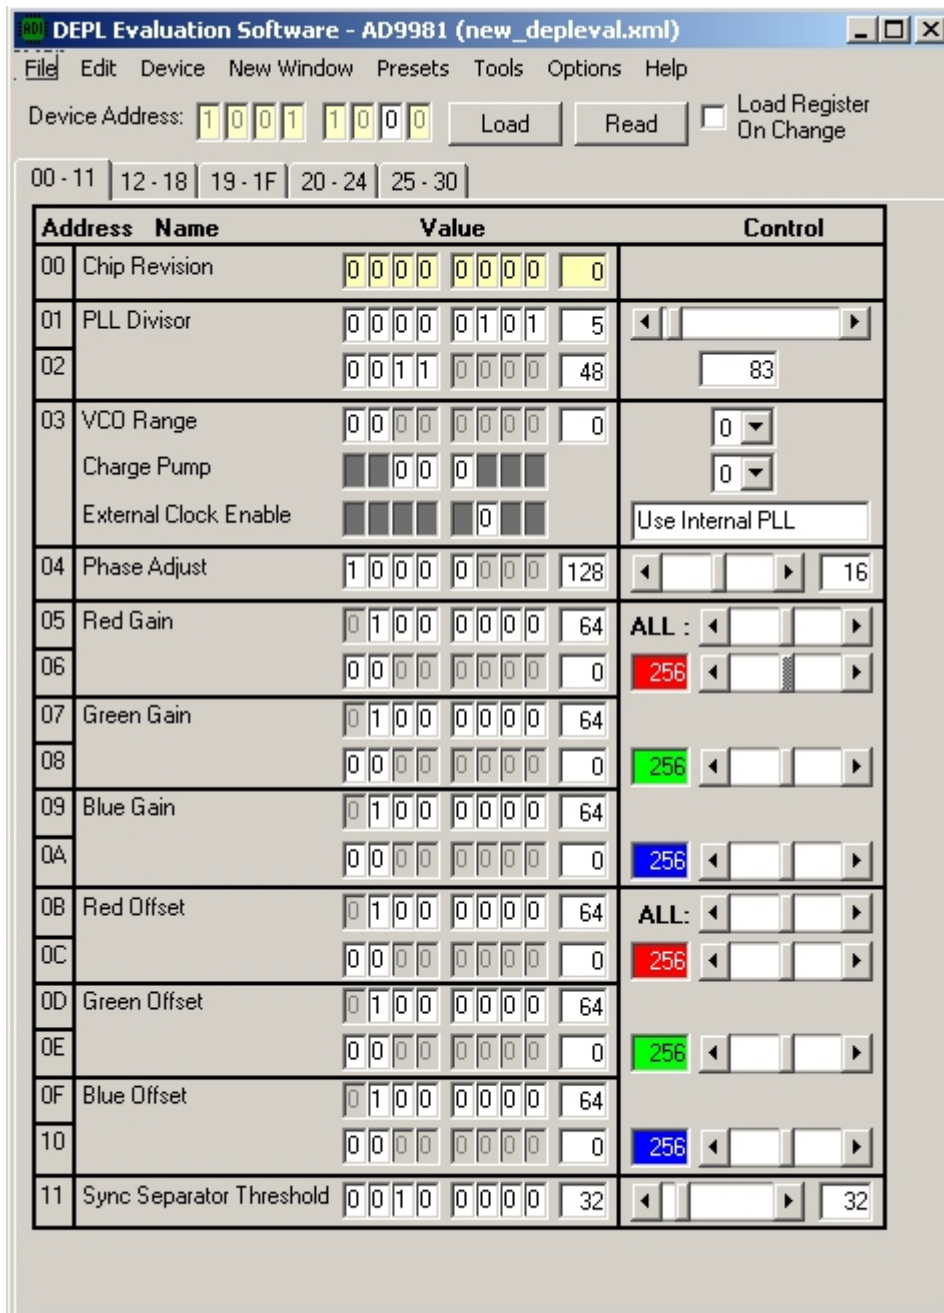 DEPL Evaluation Software - AD9981 (new_depleval.xml)
File Edit Device New Window Presets Tools Options Help
Device Address: 1 0 0 1 1 0 0 0 Load Read Load Register On Change
00 - 11 12 - 18 19 - 1F 20 - 24 25 - 30
Address Name Value Control
00 Chip Revision 0 0 0 0 0 0 0 0 0
01 PLL Divisor 0 0 0 0 0 1 0 1 5
02 0 0 1 1 0 0 0 0 48 83
03 VCO Range 0 0 0 0 0 0 0 0 0 0
Charge Pump 0 0 0 0
External Clock Enable 0 Use Internal PLL
04 Phase Adjust 1 0 0 0 0 0 0 0 128 16
05 Red Gain 0 1 0 0 0 0 0 0 64 ALL :
06 0 0 0 0 0 0 0 0 0 256
07 Green Gain 0 1 0 0 0 0 0 0 64
08 0 0 0 0 0 0 0 0 0 256
09 Blue Gain 0 1 0 0 0 0 0 0 64
0A 0 0 0 0 0 0 0 0 0 256
0B Red Offset 0 1 0 0 0 0 0 0 64 ALL:
0C 0 0 0 0 0 0 0 0 0 256
0D Green Offset 0 1 0 0 0 0 0 0 64
0E 0 0 0 0 0 0 0 0 0 256
0F Blue Offset 0 1 0 0 0 0 0 0 64
10 0 0 0 0 0 0 0 0 0 256
11 Sync Separator Threshold 0 0 1 0 0 0 0 0 32 32